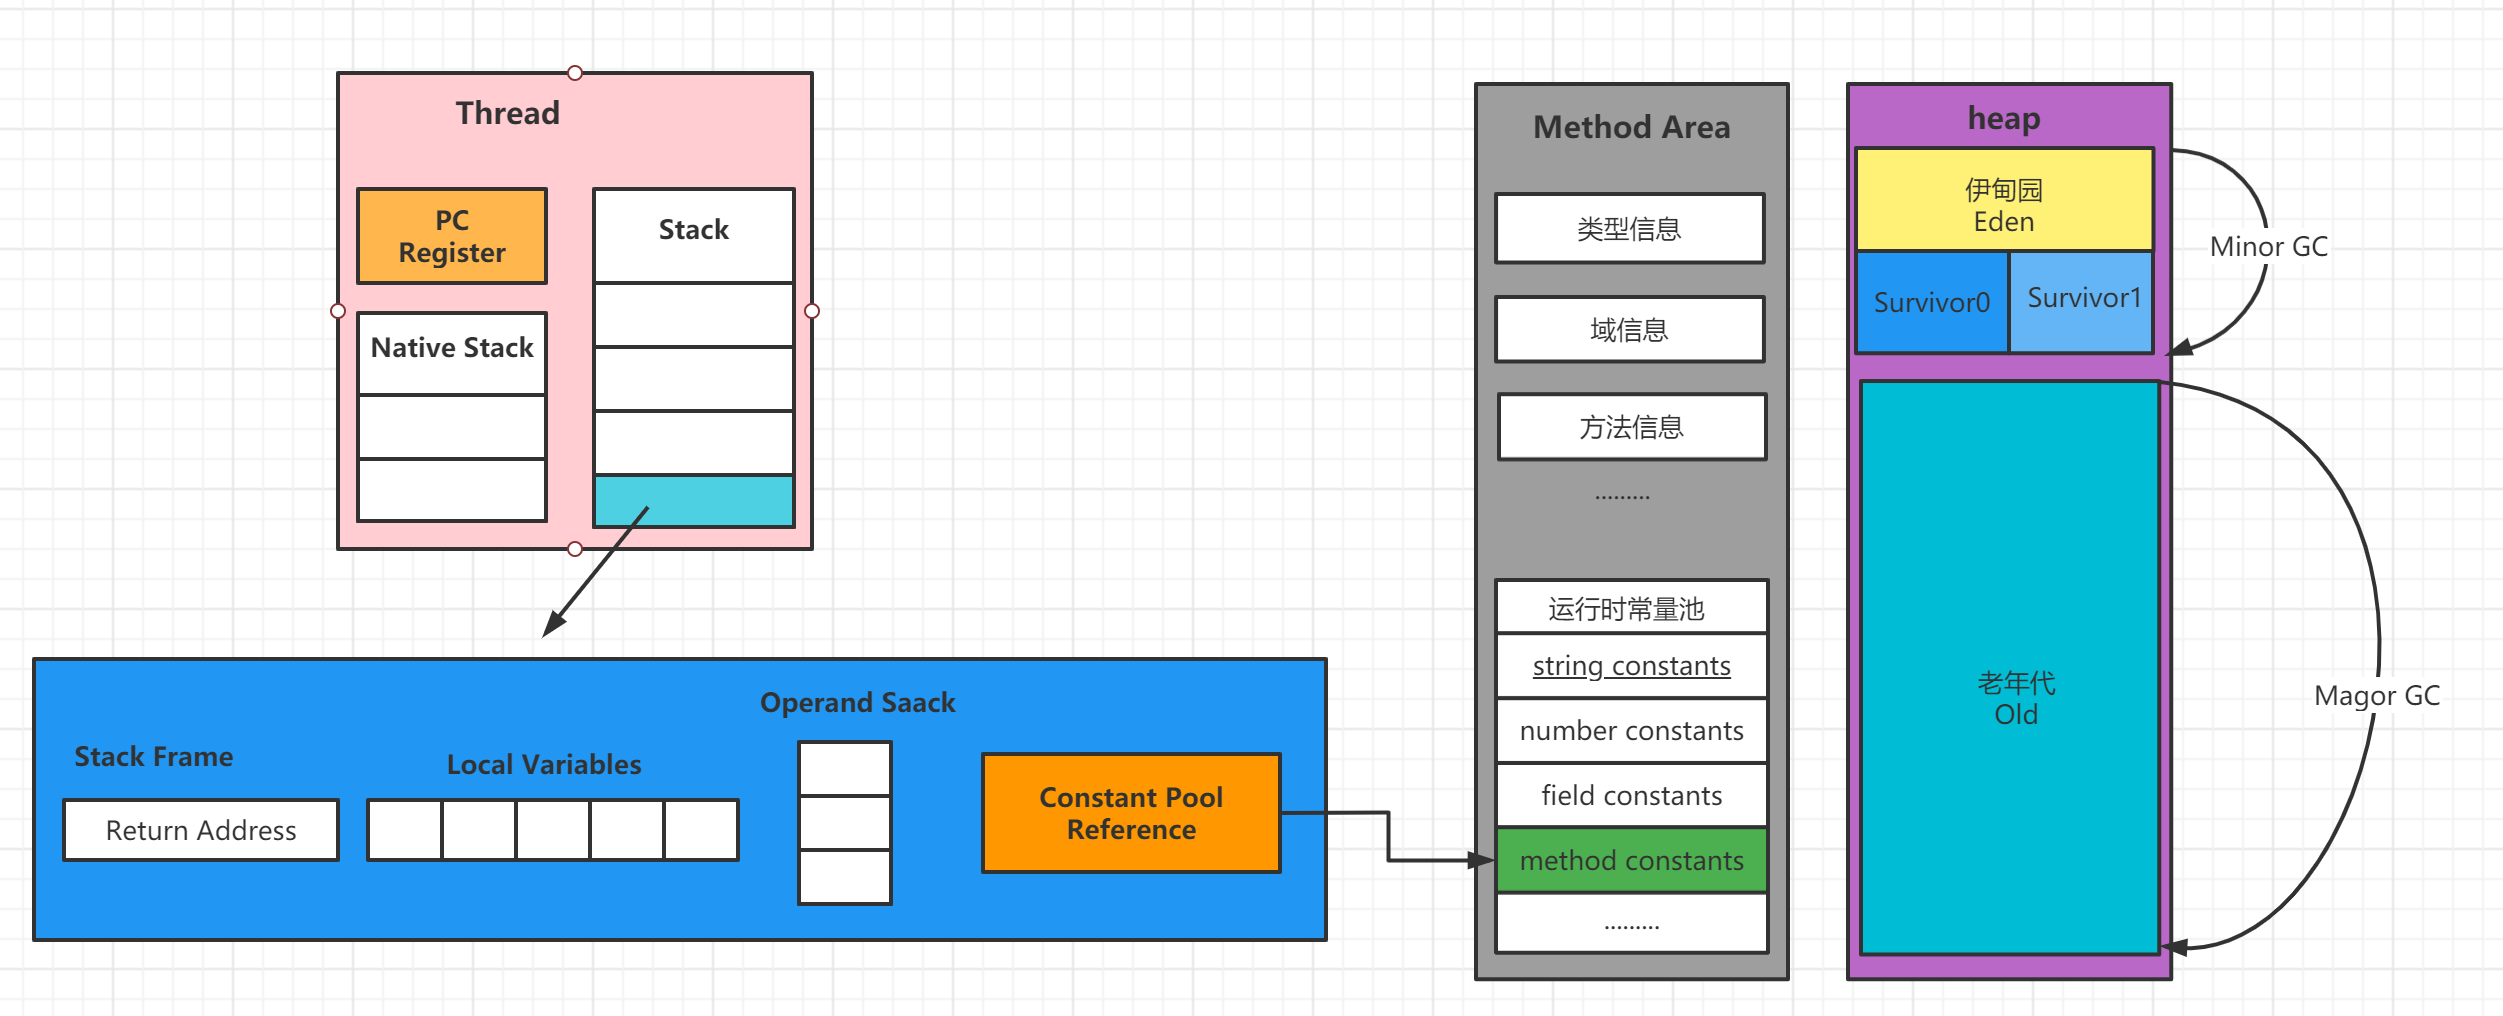 Thread
PC
Register
Native Stack
Stack
Stack Frame
Return Address
Local Variables
Operand Saack
Constant Pool
Reference
Method Area
类型信息
域信息
方法信息
.........
运行时常量池
string constants
number constants
field constants
method constants
.........
heap
伊甸园
Eden
Survivor0
Survivor1
老年代
Old
Minor GC
Magor GC